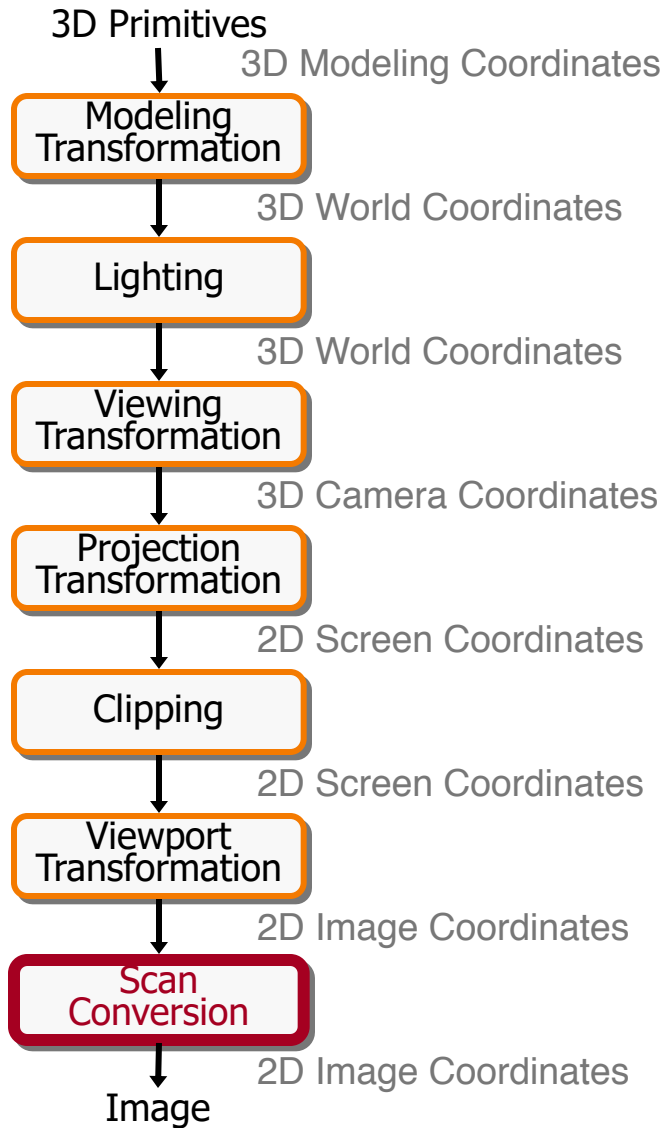 3D Primitives
3D Modeling Coordinates
Modeling
Transformation
3D World Coordinates
Lighting
3D World Coordinates
Viewing
Transformation
3D Camera Coordinates
Projection
Transformation
2D Screen Coordinates
Clipping
2D Screen Coordinates
Viewport
Transformation
2D Image Coordinates
Scan
Conversion
2D Image Coordinates
Image